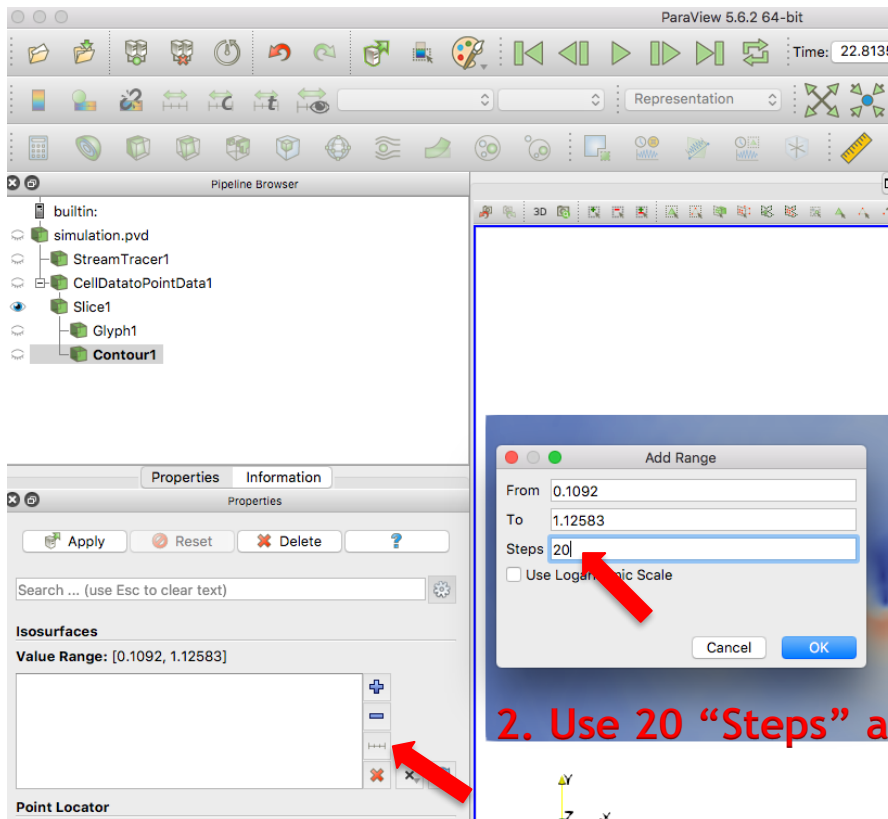 ParaView 5.6.2 64-bit
Time: 22.8135
Representation
Pipeline Browser
builtin:
simulation.pvd
StreamTracer1
CellDatatoPointData1
Slice1
Glyph1
Contour1
3D
Properties Information
Properties
Apply Reset Delete ?
Search ... (use Esc to clear text)
Isosurfaces
Value Range: [0.1092, 1.12583]
Point Locator
Add Range
From 0.1092
To 1.12583
Steps 20
Use Scale
Cancel OK
2. Use 20 “Steps” a
Y
Z X